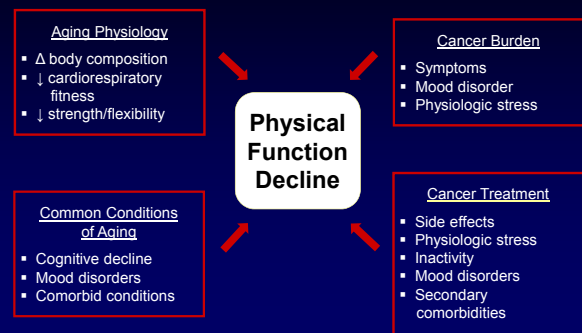 Aging Physiology
▪ Δ body composition
▪ ↓ cardiorespiratory
fitness
▪ ↓ strength/flexibility
Cancer Burden
▪ Symptoms
▪ Mood disorder
▪ Physiologic stress
Physical
Function
Decline
Common Conditions
of Aging
▪ Cognitive decline
▪ Mood disorders
▪ Comorbid conditions
Cancer Treatment
▪ Side effects
▪ Physiologic stress
▪ Inactivity
▪ Mood disorders
▪ Secondary
comorbidities